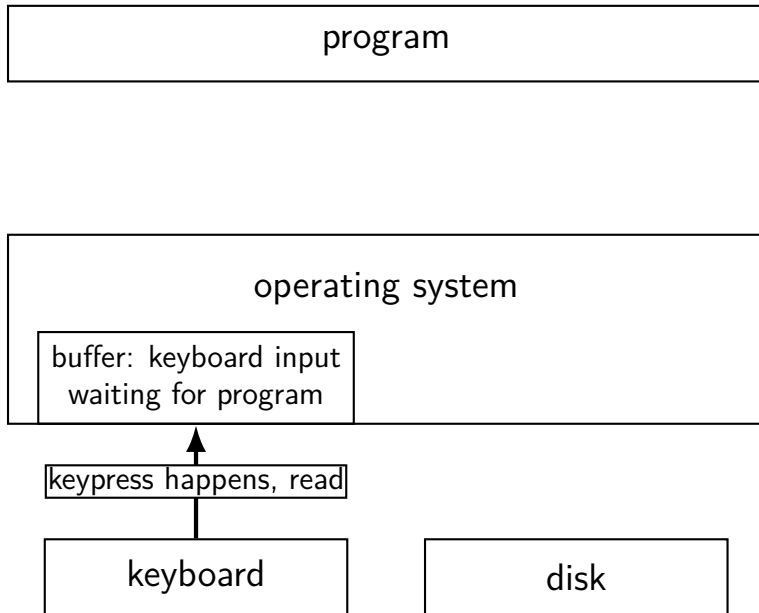 program
operating system
buffer: keyboard input
waiting for program
keypress happens, read
keyboard
disk